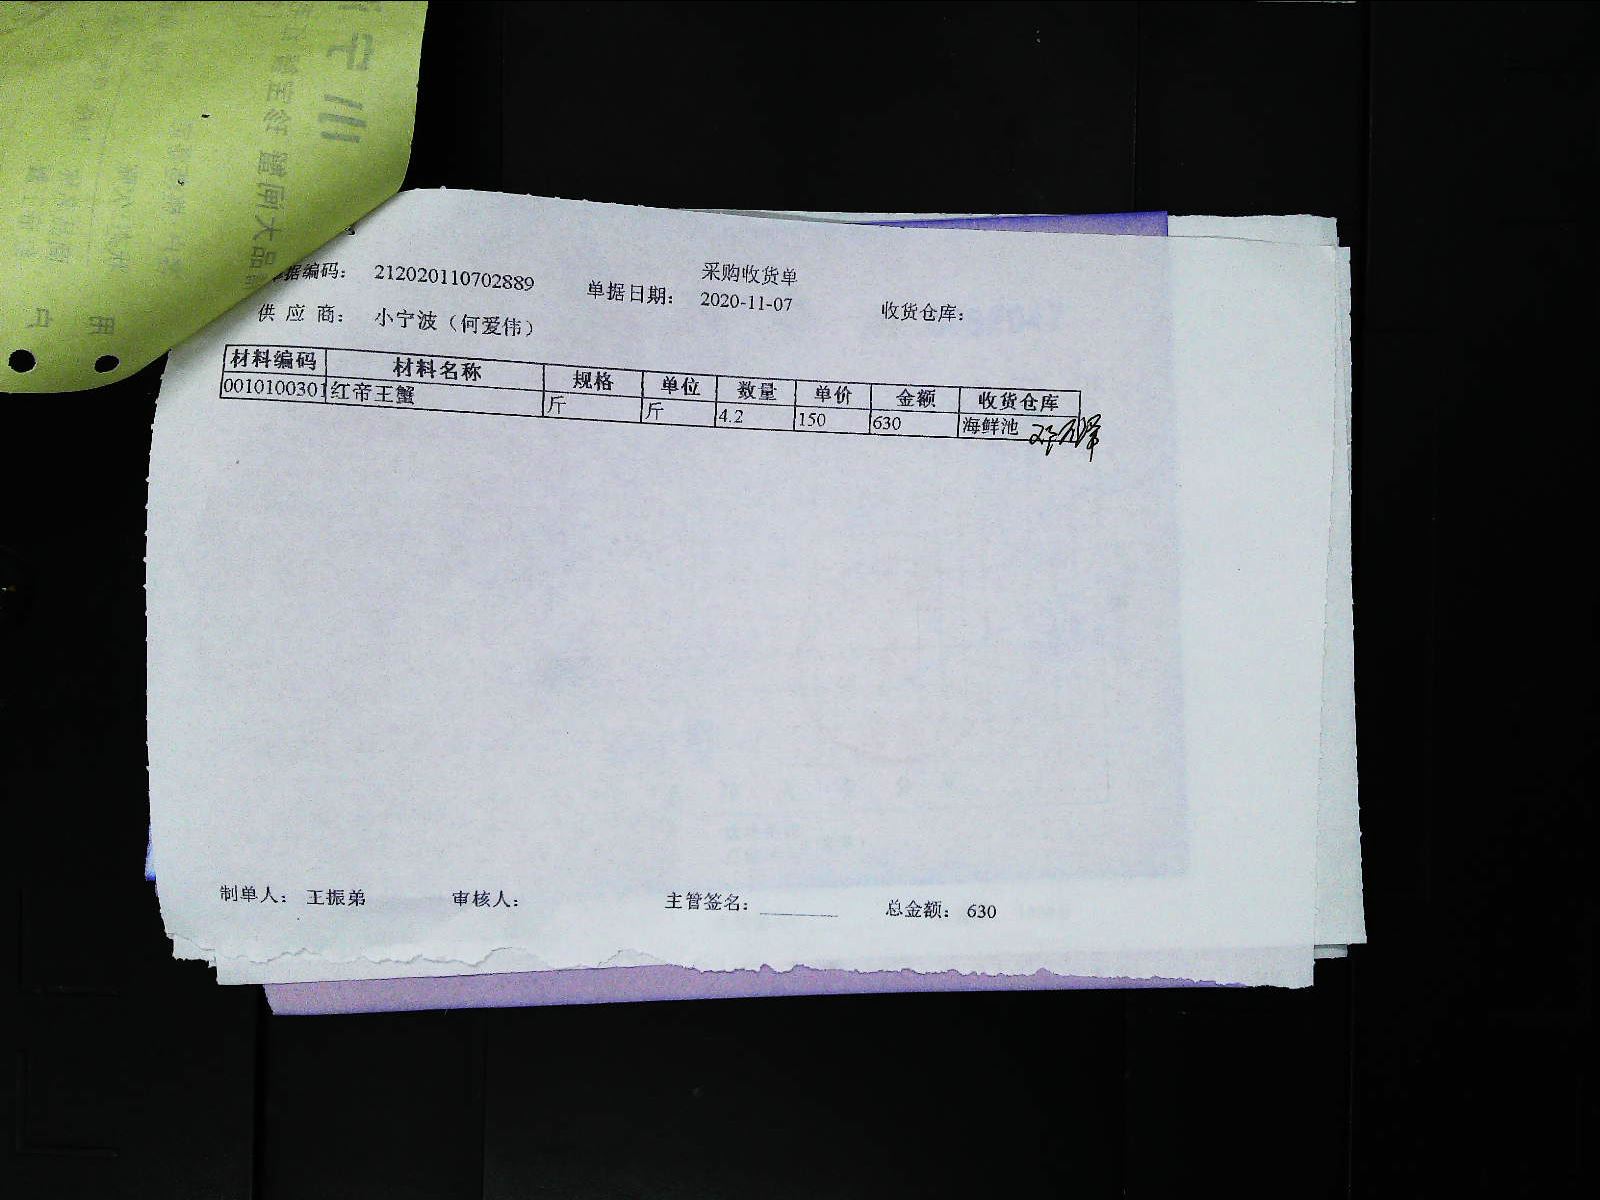 采购收货单
据编码： 212020110702889 单据日期： 2020-11-07 收货仓库：
供 应 商： 小宁波（何爱伟）
材料编码 材料名称 规格 单位 数量 单价 金额 收货仓库
0010100301 红帝王蟹 斤 斤 4.2 150 630 海鲜池
制单人： 王振弟 审核人： 主管签名： 总金额： 630